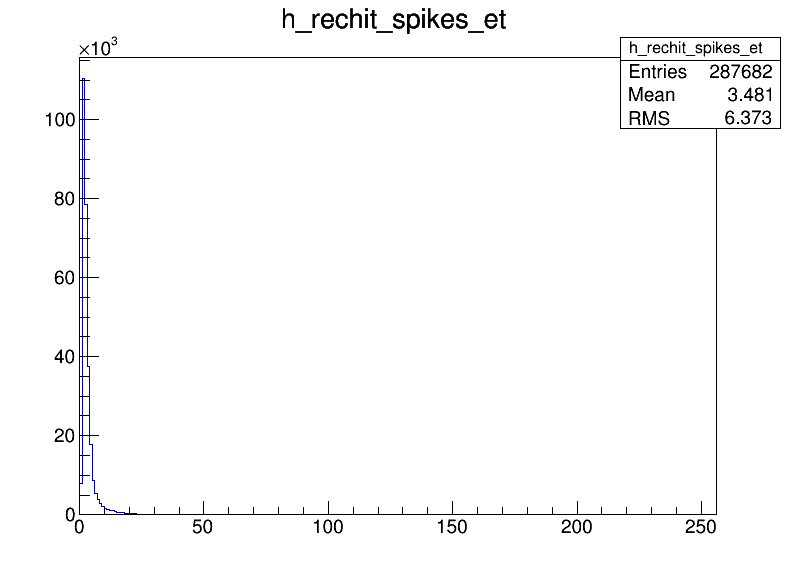 h_rechit_spikes_et
×10³
h_rechit_spikes_et
Entries 287682
Mean 3.481
RMS 6.373
100
80
60
40
20
0
0 50 100 150 200 250